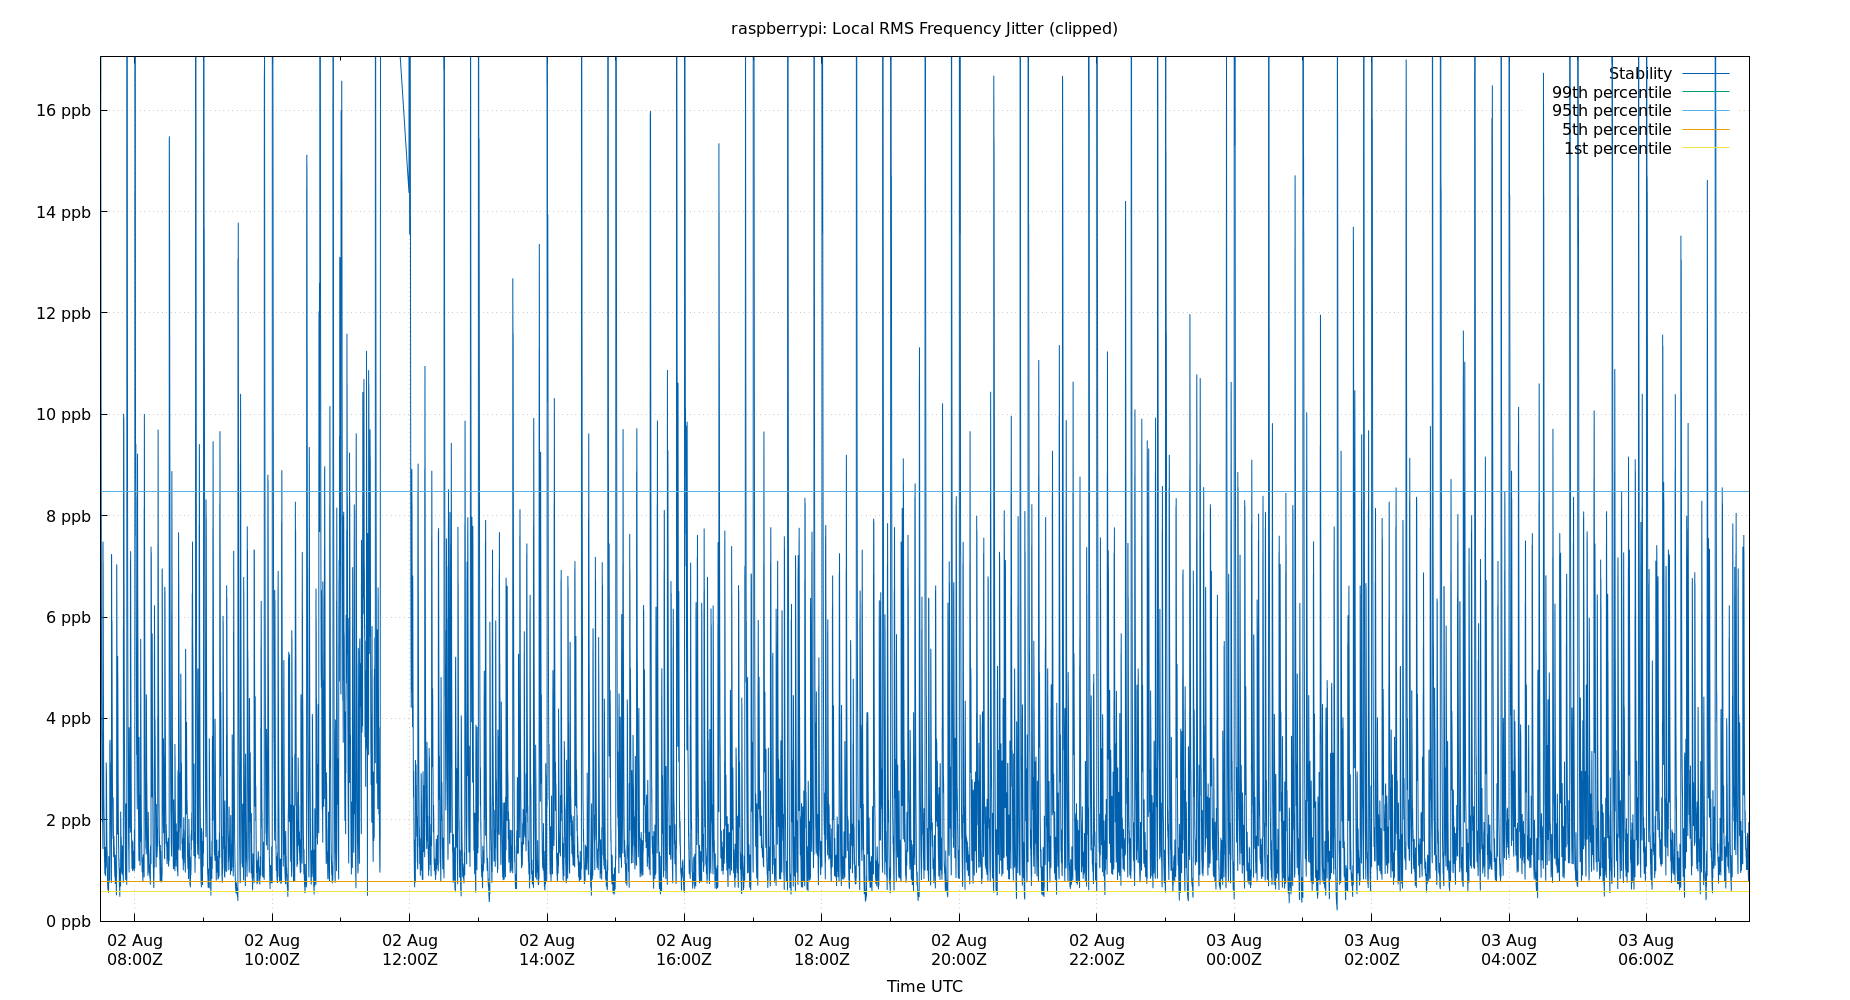 raspberrypi: Local RMS Frequency Jitter (clipped)
Stability
99th percentile
95th percentile
5th percentile
1st percentile
16 ppb
14 ppb
12 ppb
10 ppb
8 ppb
6 ppb
4 ppb
2 ppb
0 ppb
02 Aug 02 Aug 02 Aug 02 Aug 02 Aug 02 Aug 02 Aug 02 Aug 03 Aug 03 Aug 03 Aug 03 Aug
08:00Z 10:00Z 12:00Z 14:00Z 16:00Z 18:00Z 20:00Z 22:00Z 00:00Z 02:00Z 04:00Z 06:00Z
Time UTC